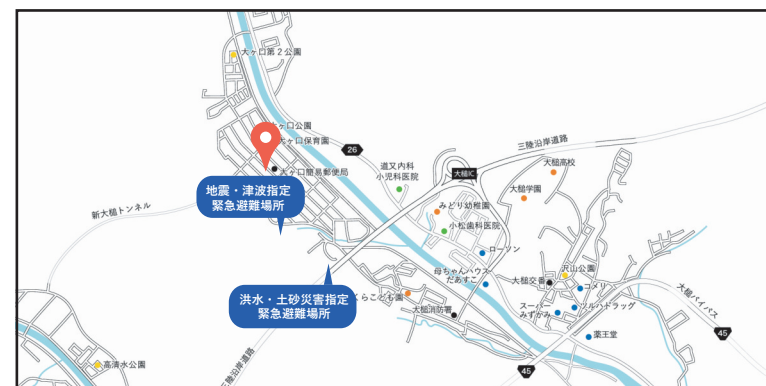 大ヶ口第2公園
大ヶ口公園
大ヶ口保育園
26
三陸沿岸道路
道又内科
小児科医院
大槌IC
大槌高校
大ヶ口簡易郵便局
地震・津波指定
緊急避難場所
大槌学園
新大槌トンネル
みどり幼稚園
小松歯科医院
ローソン
母ちゃんハウス
だぁすこ
大槌交番
沢山公園
コメリ
大槌バイパス
洪水・土砂災害指定
緊急避難場所
くらこども園
大槌消防署
スーパー
みずかみ
ツルハドラッグ
薬王堂
45
三陸沿岸道路
高清水公園
45